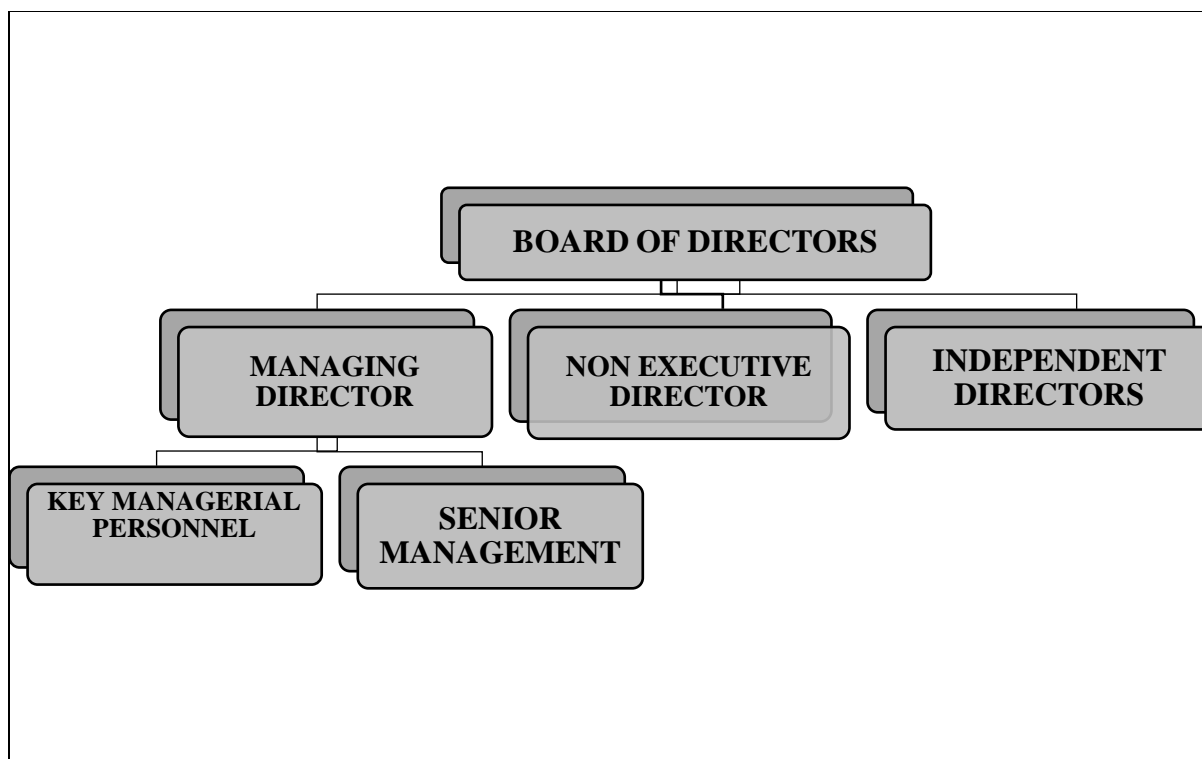 BOARD OF DIRECTORS
MANAGING
DIRECTOR
NON EXECUTIVE
DIRECTOR
INDEPENDENT
DIRECTORS
KEY MANAGERIAL
PERSONNEL
SENIOR
MANAGEMENT